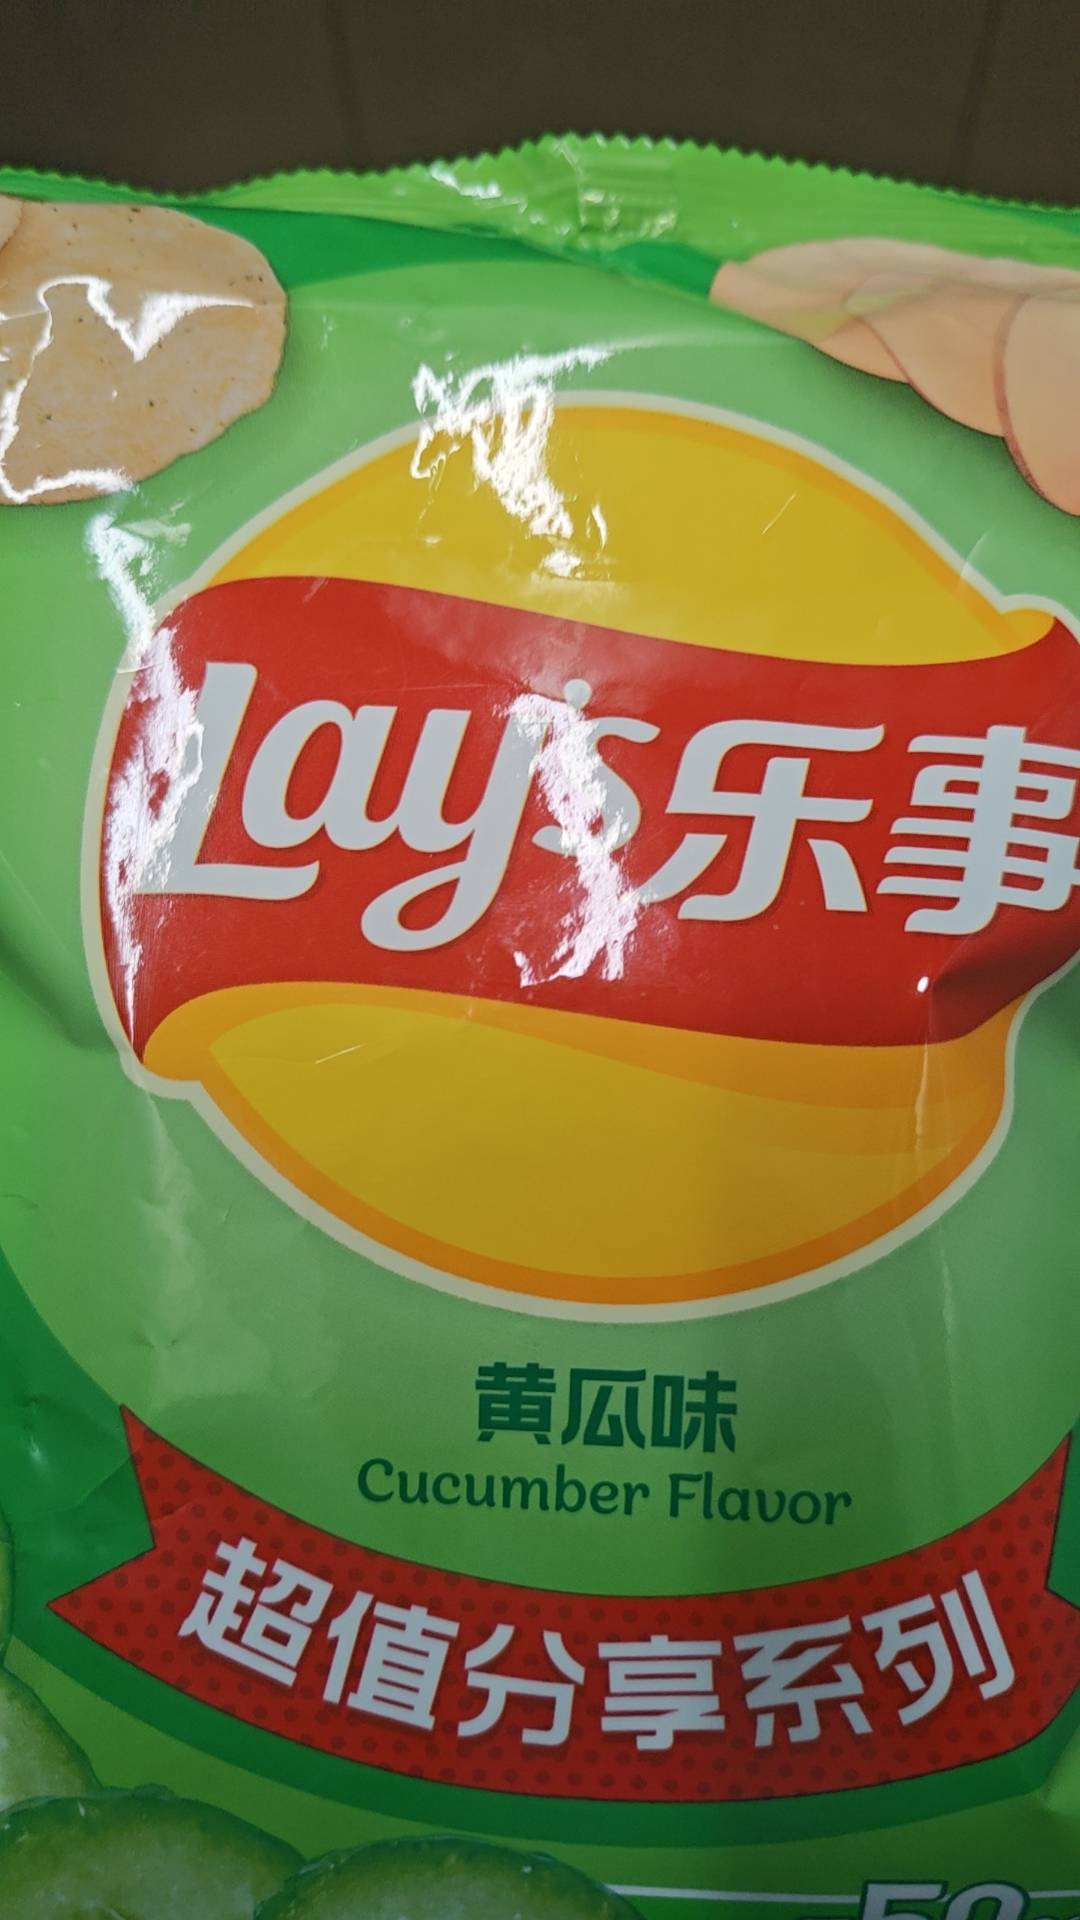 Lay's乐事
黄瓜味
Cucumber Flavor
超值分享系列